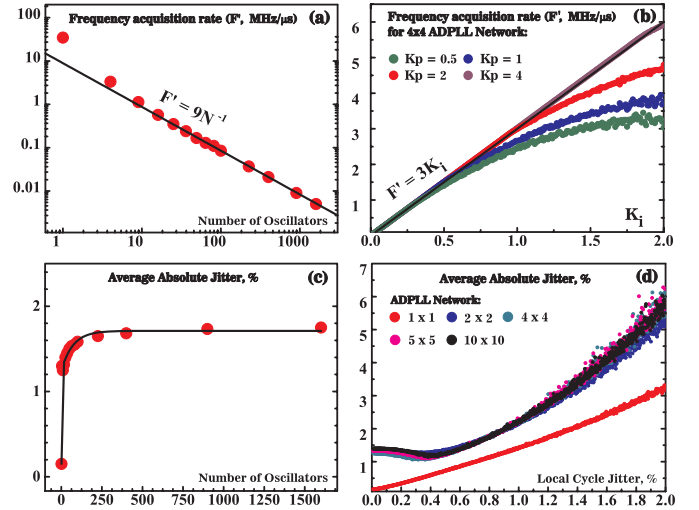 Frequency acquisition rate (F', MHz/μs) (a)
100
10
1
0.1
0.01
F' = 9N⁻¹
Number of Oscillators
1 10 100 1000
Frequency acquisition rate (F', MHz/μs) (b)
for 4x4 ADPLL Network:
Kp = 0.5 Kp = 1
Kp = 2 Kp = 4
6
5
4
3
2
1
F' = 3Kᵢ
Kᵢ
0.0 0.5 1.0 1.5 2.0
Average Absolute Jitter, % (c)
2
1
0
Number of Oscillators
0 250 500 750 1000 1250 1500
Average Absolute Jitter, % (d)
ADPLL Network:
1 x 1 2 x 2 4 x 4
5 x 5 10 x 10
6
5
4
3
2
1
Local Cycle Jitter, %
0.0 0.2 0.4 0.6 0.8 1.0 1.2 1.4 1.6 1.8 2.0